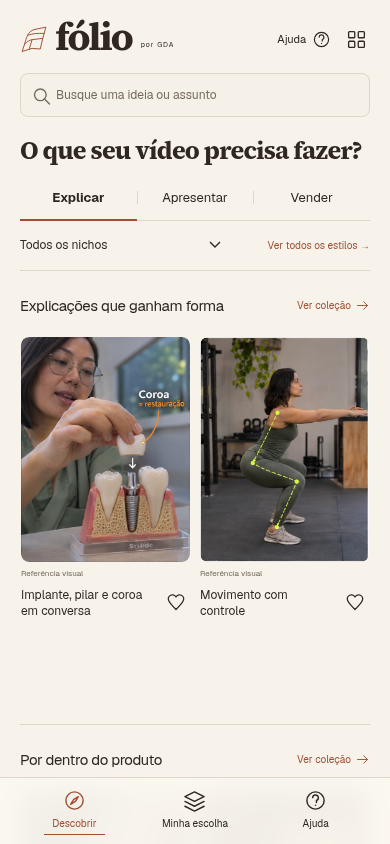 fólio por GDA
Ajuda
Busque uma ideia ou assunto
O que seu vídeo precisa fazer?
Explicar
Apresentar
Vender
Todos os nichos
Ver todos os estilos →
Explicações que ganham forma
Ver coleção →
Coroa
= restauração
Referência visual
Implante, pilar e coroa
em conversa
Referência visual
Movimento com
controle
Por dentro do produto
Ver coleção →
Descobrir
Minha escolha
Ajuda